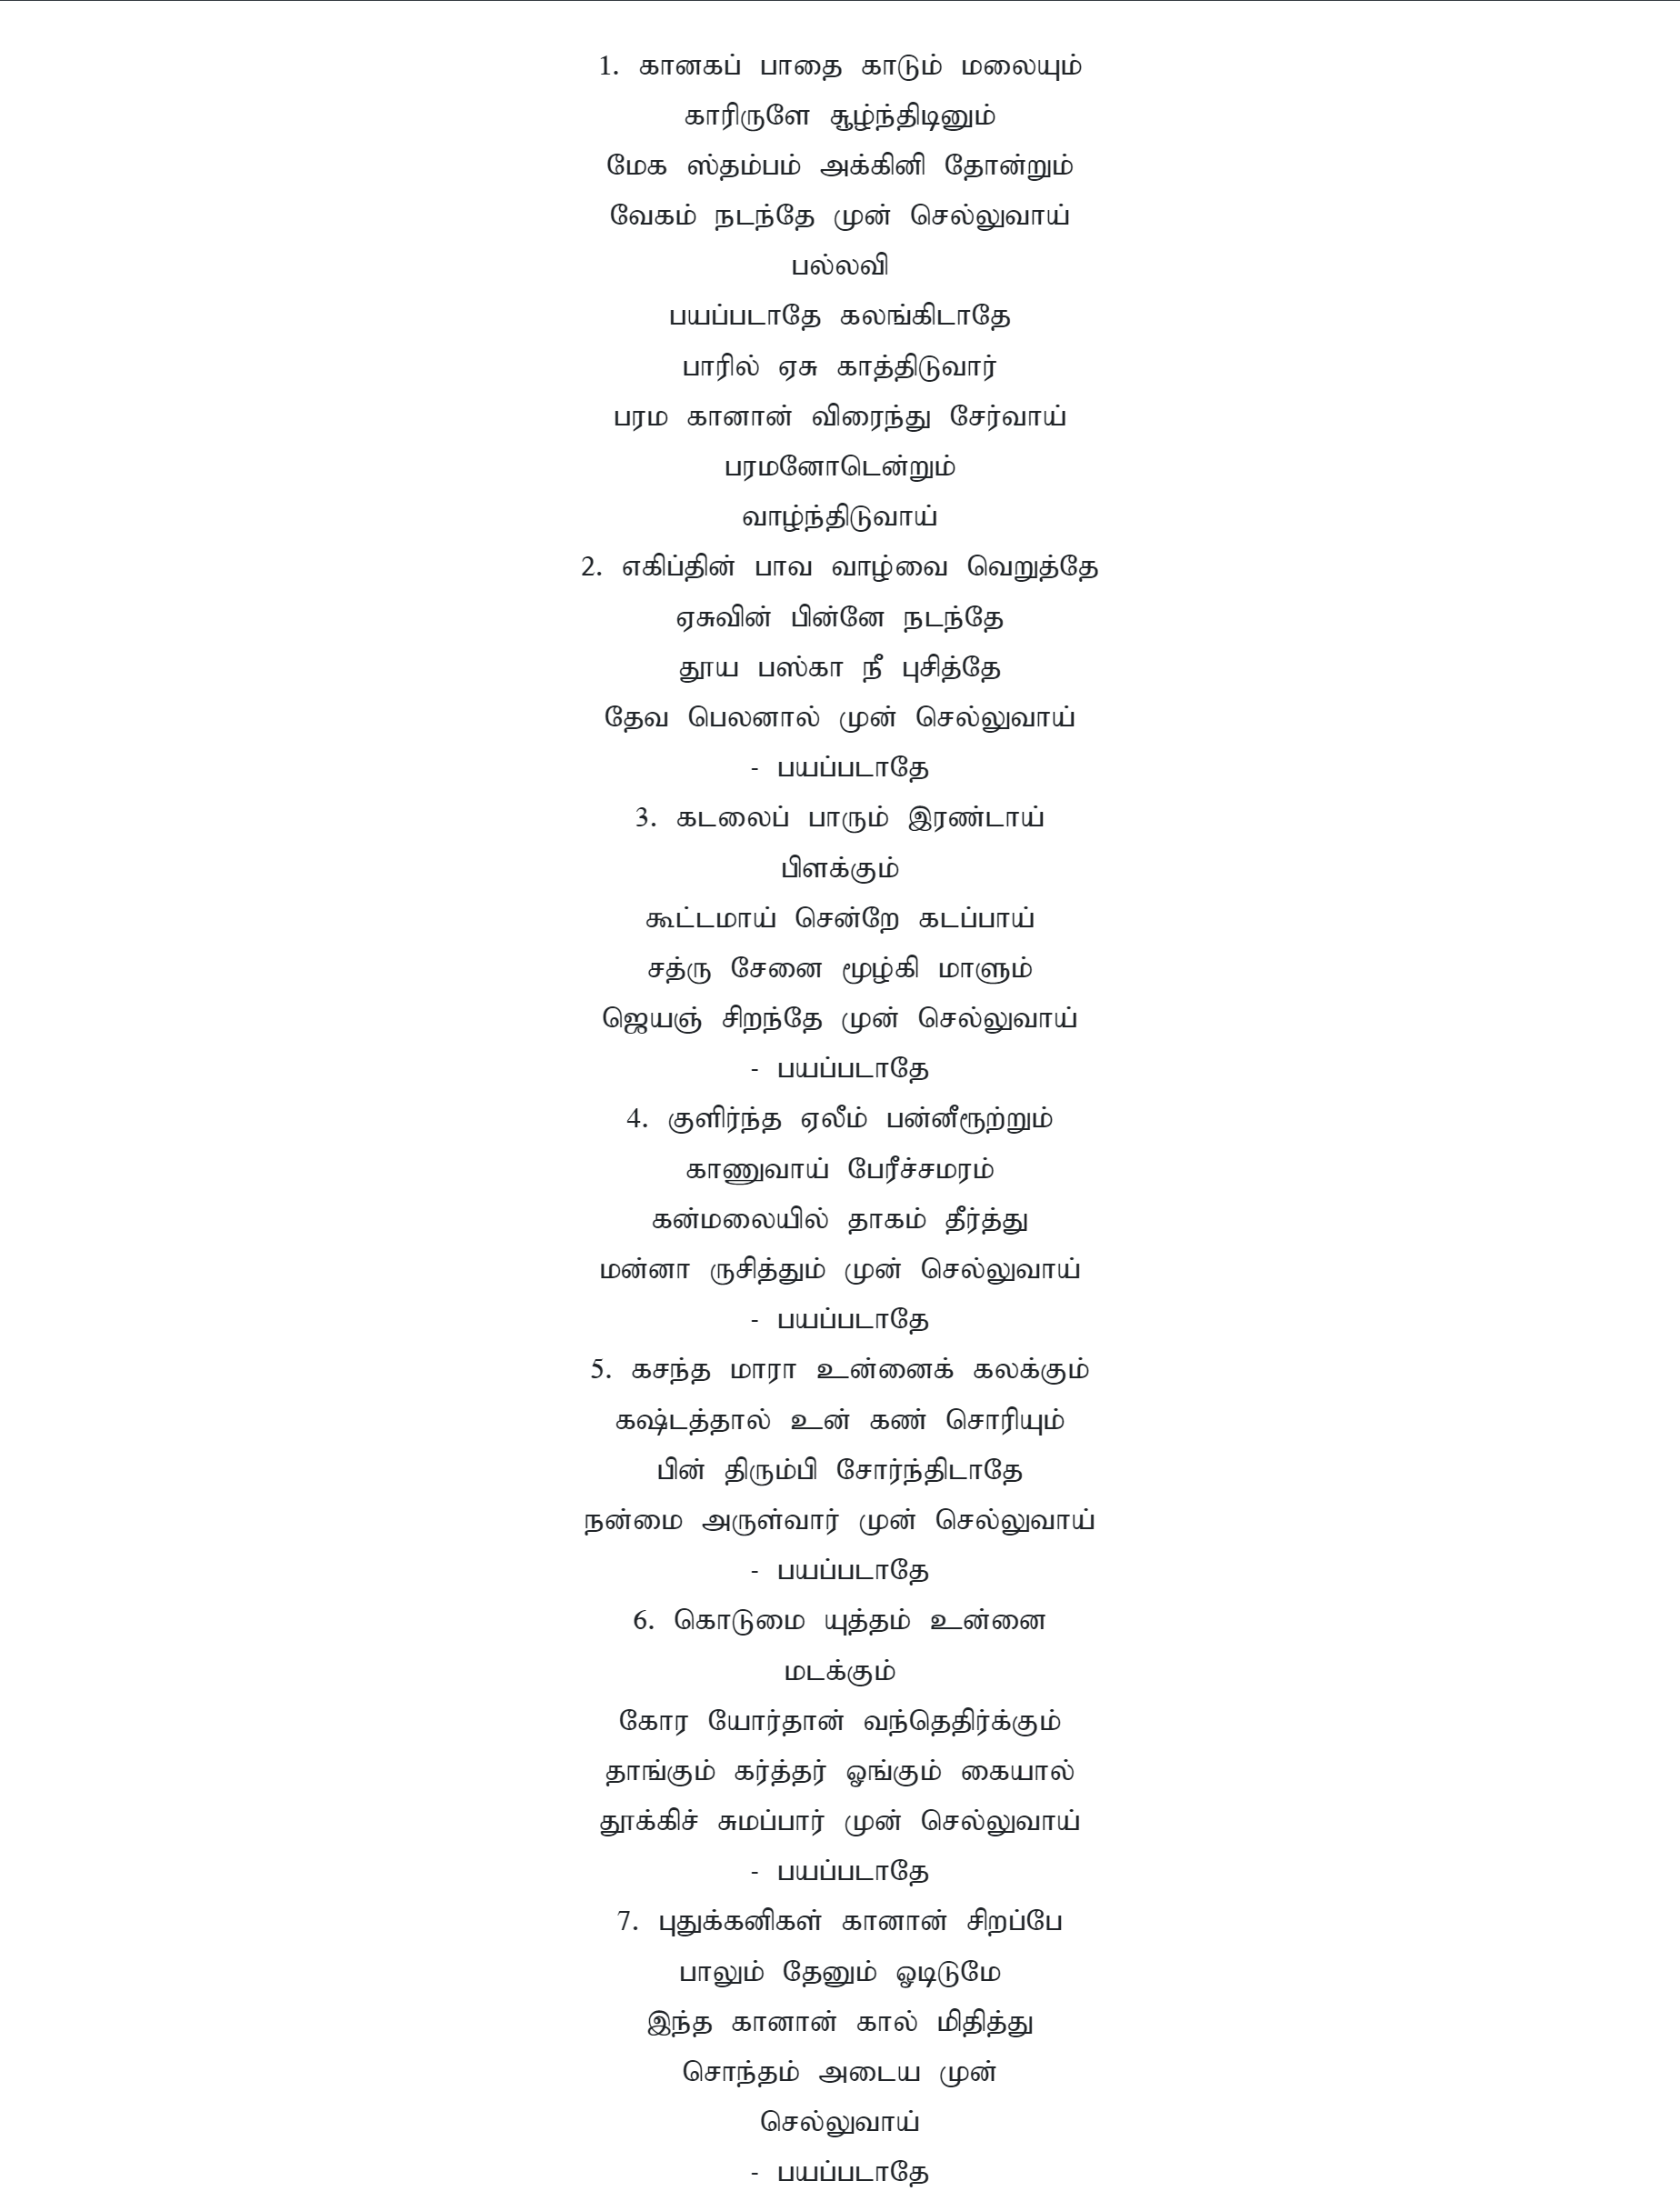 1. கானகப் பாதை காடும் மலையும்
காரிருளே சூழ்ந்திடினும்
மேக ஸ்தம்பம் அக்கினி தோன்றும்
வேகம் நடந்தே முன் செல்லுவாய்
பல்லவி
பயப்படாதே கலங்கிடாதே
பாரில் ஏசு காத்திடுவார்
பரம கானான் விரைந்து சேர்வாய்
பரமனோடென்றும்
வாழ்ந்திடுவாய்
2. எகிப்தின் பாவ வாழ்வை வெறுத்தே
ஏசுவின் பின்னே நடந்தே
தூய பஸ்கா நீ புசித்தே
தேவ பெலனால் முன் செல்லுவாய்
- பயப்படாதே
3. கடலைப் பாரும் இரண்டாய்
பிளக்கும்
கூட்டமாய் சென்றே கடப்பாய்
சத்ரு சேனை மூழ்கி மாளும்
ஜெயஞ் சிறந்தே முன் செல்லுவாய்
- பயப்படாதே
4. குளிர்ந்த ஏலீம் பன்னீரூற்றும்
காணுவாய் பேரீச்சமரம்
கன்மலையில் தாகம் தீர்த்து
மன்னா ருசித்தும் முன் செல்லுவாய்
- பயப்படாதே
5. கசந்த மாரா உன்னைக் கலக்கும்
கஷ்டத்தால் உன் கண் சொரியும்
பின் திரும்பி சோர்ந்திடாதே
நன்மை அருள்வார் முன் செல்லுவாய்
- பயப்படாதே
6. கொடுமை யுத்தம் உன்னை
மடக்கும்
கோர யோர்தான் வந்தெதிர்க்கும்
தாங்கும் கர்த்தர் ஓங்கும் கையால்
தூக்கிச் சுமப்பார் முன் செல்லுவாய்
- பயப்படாதே
7. புதுக்கனிகள் கானான் சிறப்பே
பாலும் தேனும் ஓடிடுமே
இந்த கானான் கால் மிதித்து
சொந்தம் அடைய முன்
செல்லுவாய்
- பயப்படாதே